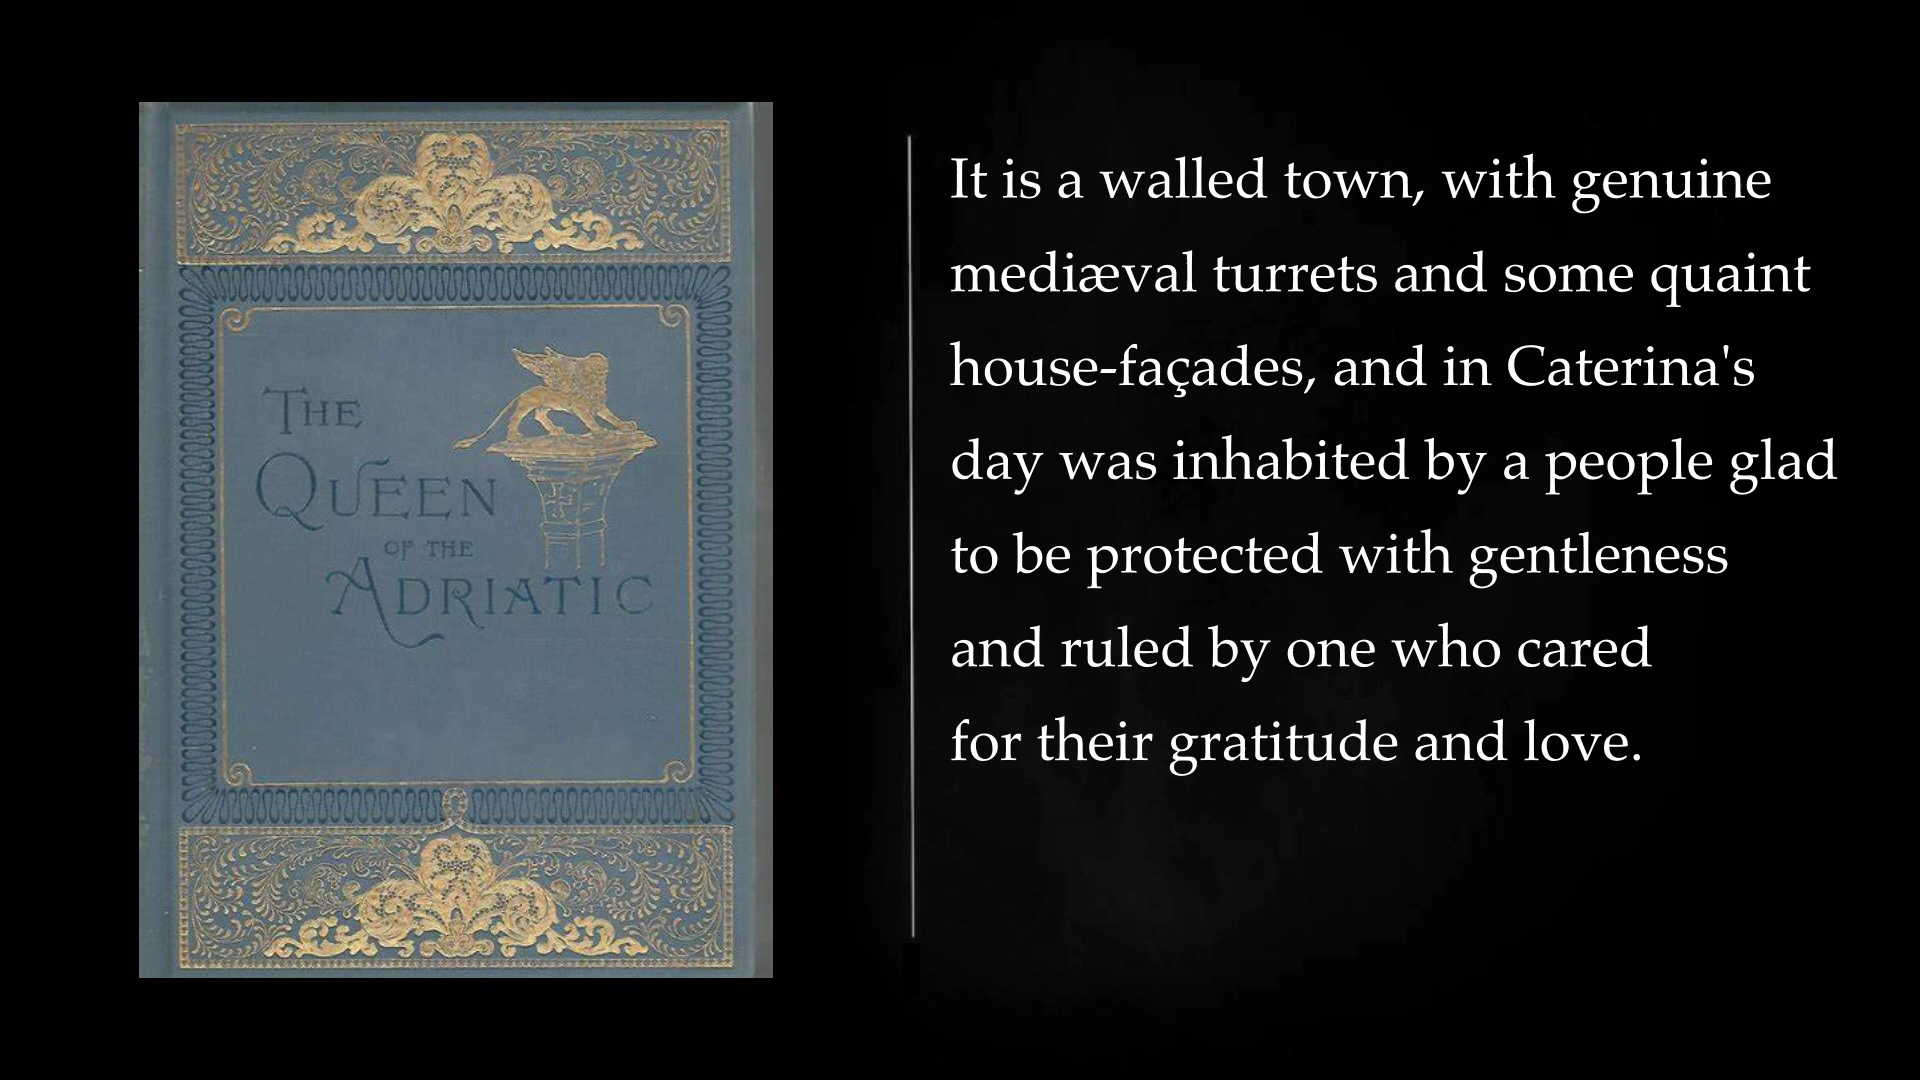 THE
QUEEN
OF THE
ADRIATIC
It is a walled town, with genuine
mediæval turrets and some quaint
house-façades, and in Caterina's
day was inhabited by a people glad
to be protected with gentleness
and ruled by one who cared
for their gratitude and love.